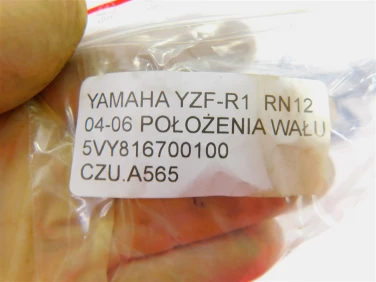 YAMAHA YZF-R1 RN12
04-06 POŁOŻENIA WAŁU
5VY816700100
CZU.A565